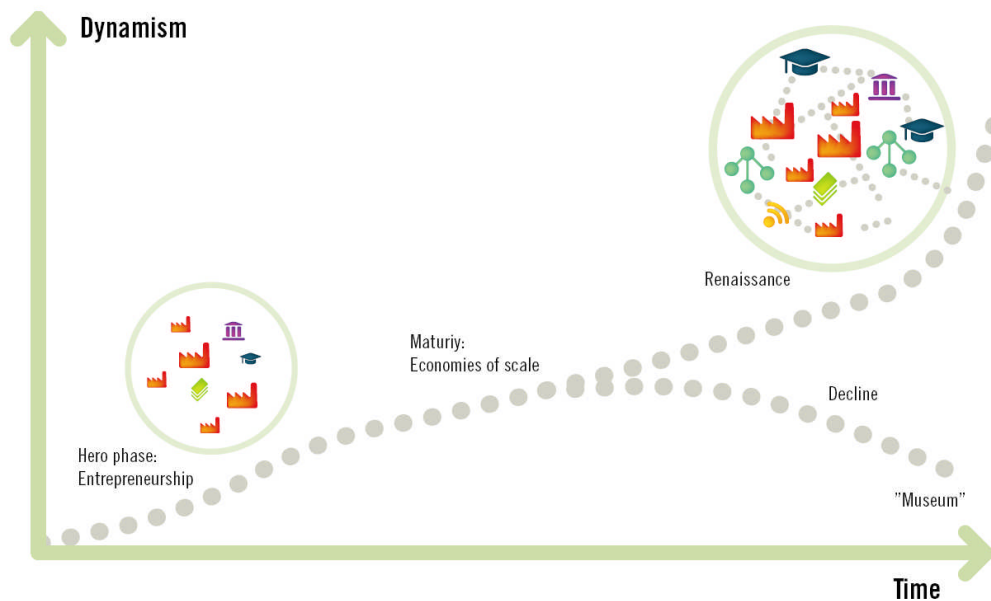 Dynamism
Renaissance
Maturiy:
Economies of scale
Decline
Hero phase:
Entrepreneurship
”Museum”
Time